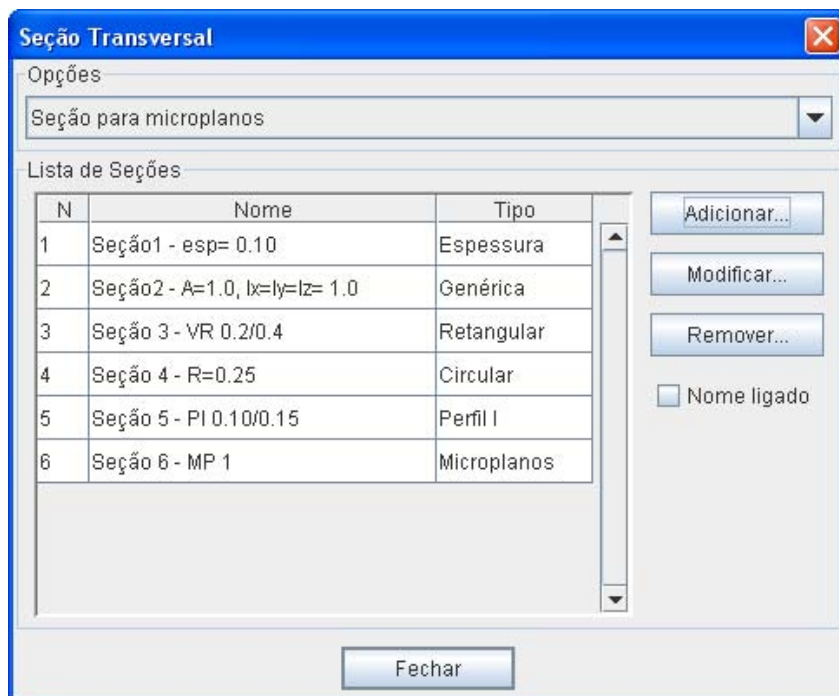 Seção Transversal
Opções
Seção para microplanos
Lista de Seções
N Nome Tipo
1 Seção1 - esp= 0.10 Espessura
2 Seção2 - A=1.0, Ix=Iy=Iz= 1.0 Genérica
3 Seção 3 - VR 0.2/0.4 Retangular
4 Seção 4 - R=0.25 Circular
5 Seção 5 - PI 0.10/0.15 Perfil I
6 Seção 6 - MP 1 Microplanos
Adicionar...
Modificar...
Remover...
Nome ligado
Fechar